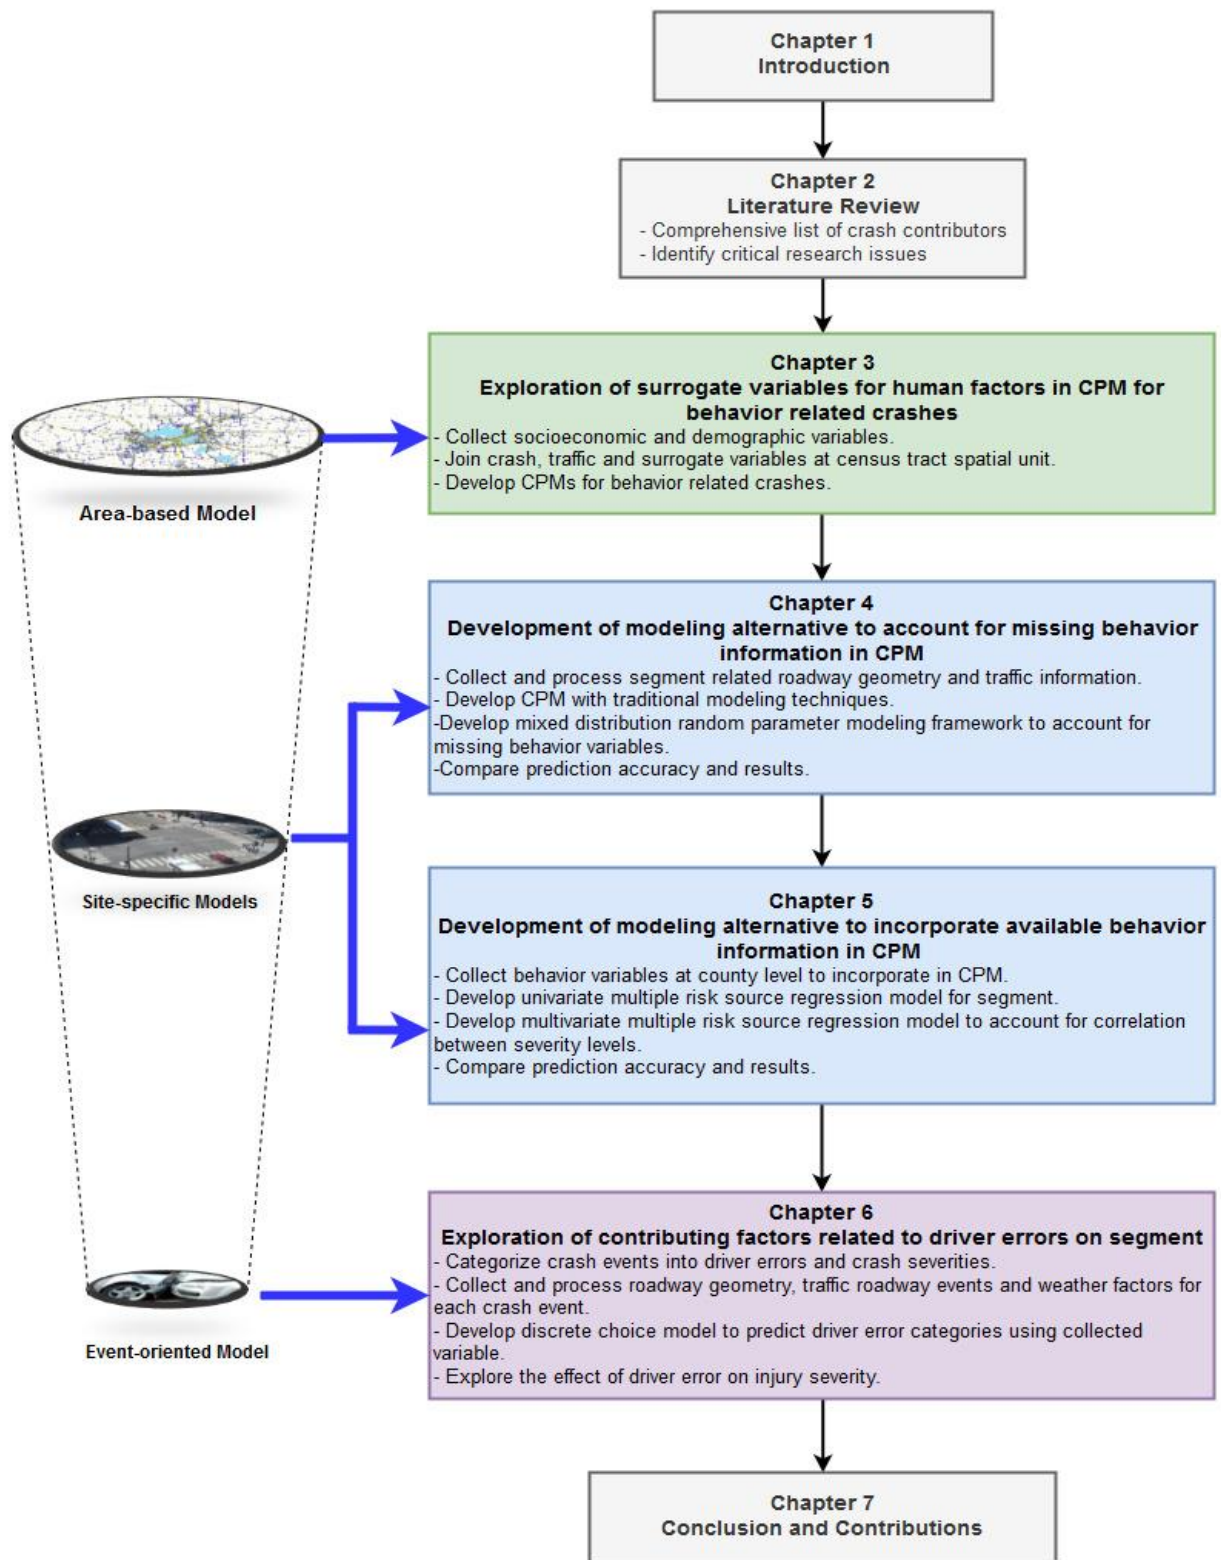 Chapter 1
Introduction
Chapter 2
Literature Review
- Comprehensive list of crash contributors
- Identify critical research issues
Chapter 3
Exploration of surrogate variables for human factors in CPM for
behavior related crashes
- Collect socioeconomic and demographic variables.
- Join crash, traffic and surrogate variables at census tract spatial unit.
- Develop CPMs for behavior related crashes.
Area-based Model
Chapter 4
Development of modeling alternative to account for missing behavior
information in CPM
- Collect and process segment related roadway geometry and traffic information.
- Develop CPM with traditional modeling techniques.
-Develop mixed distribution random parameter modeling framework to account for
missing behavior variables.
-Compare prediction accuracy and results.
Site-specific Models
Chapter 5
Development of modeling alternative to incorporate available behavior
information in CPM
- Collect behavior variables at county level to incorporate in CPM.
- Develop univariate multiple risk source regression model for segment.
- Develop multivariate multiple risk source regression model to account for correlation
between severity levels.
- Compare prediction accuracy and results.
Chapter 6
Exploration of contributing factors related to driver errors on segment
- Categorize crash events into driver errors and crash severities.
- Collect and process roadway geometry, traffic roadway events and weather factors for
each crash event.
- Develop discrete choice model to predict driver error categories using collected
variable.
- Explore the effect of driver error on injury severity.
Event-oriented Model
Chapter 7
Conclusion and Contributions